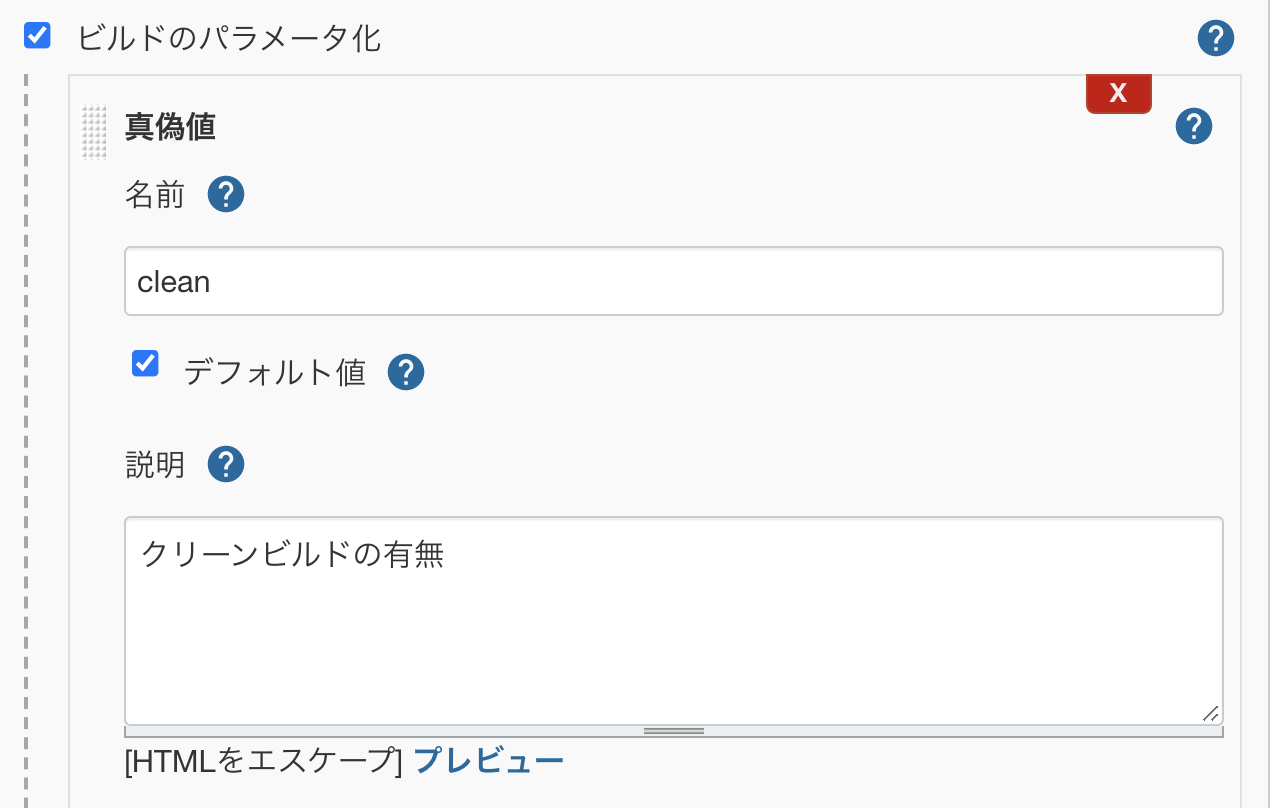 ビルドのパラメータ化 ?
X
真偽値 ?
名前 ?
clean
デフォルト値 ?
説明 ?
クリーンビルドの有無
[HTMLをエスケープ] プレビュー